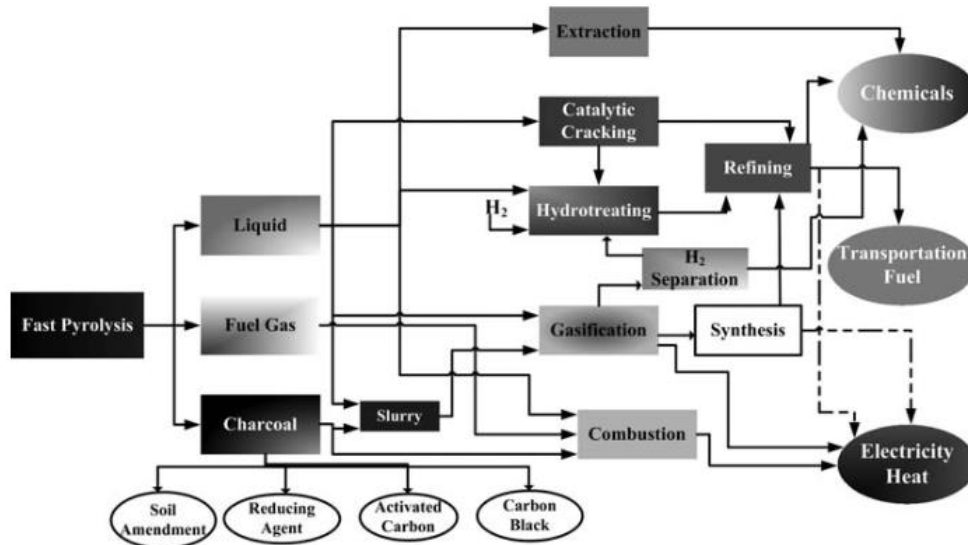 Extraction
Chemicals
Catalytic
Cracking
Refining
H₂
Hydrotreating
Liquid
Transportation
Fuel
H₂
Separation
Fast Pyrolysis
Fuel Gas
Gasification
Synthesis
Slurry
Charcoal
Combustion
Electricity
Heat
Soil
Amendment
Reducing
Agent
Activated
Carbon
Carbon
Black